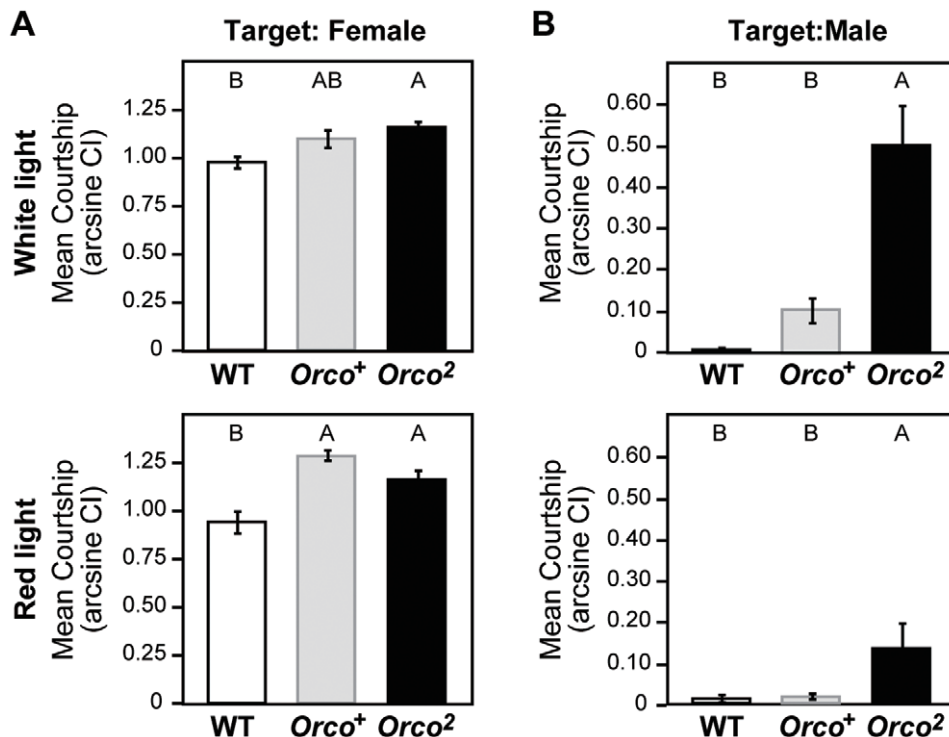 A
Target: Female
B
Target:Male
White light
Mean Courtship
(arcsine CI)
B AB A
1.25
1.00
0.75
0.50
0.25
0
WT Orco⁺ Orco²
Mean Courtship
(arcsine CI)
B B A
0.60
0.50
0.40
0.30
0.20
0.10
0
WT Orco⁺ Orco²
Red light
Mean Courtship
(arcsine CI)
B A A
1.25
1.00
0.75
0.50
0.25
0
WT Orco⁺ Orco²
Mean Courtship
(arcsine CI)
B B A
0.60
0.50
0.40
0.30
0.20
0.10
0
WT Orco⁺ Orco²